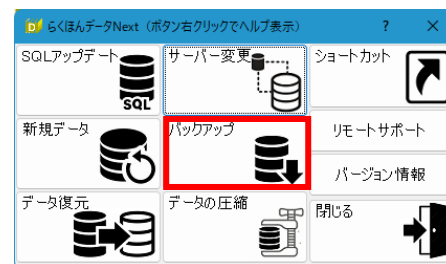 らくほんデータNext（ボタン右クリックでヘルプ表示）
SQLアップデート
サーバー変更
ショートカット
SQL
新規データ
バックアップ
リモートサポート
バージョン情報
データ復元
データの圧縮
閉じる